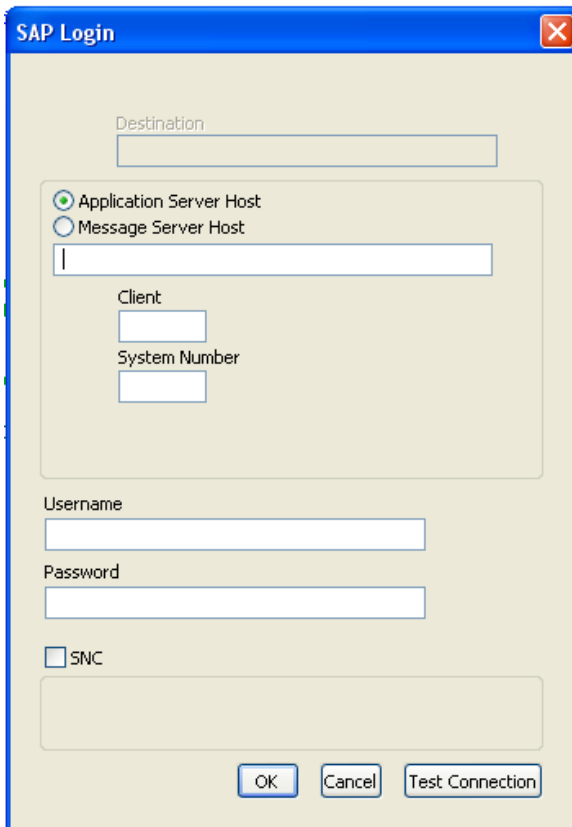 SAP Login
Destination
Application Server Host
Message Server Host
Client
System Number
Username
Password
SNC
OK Cancel Test Connection